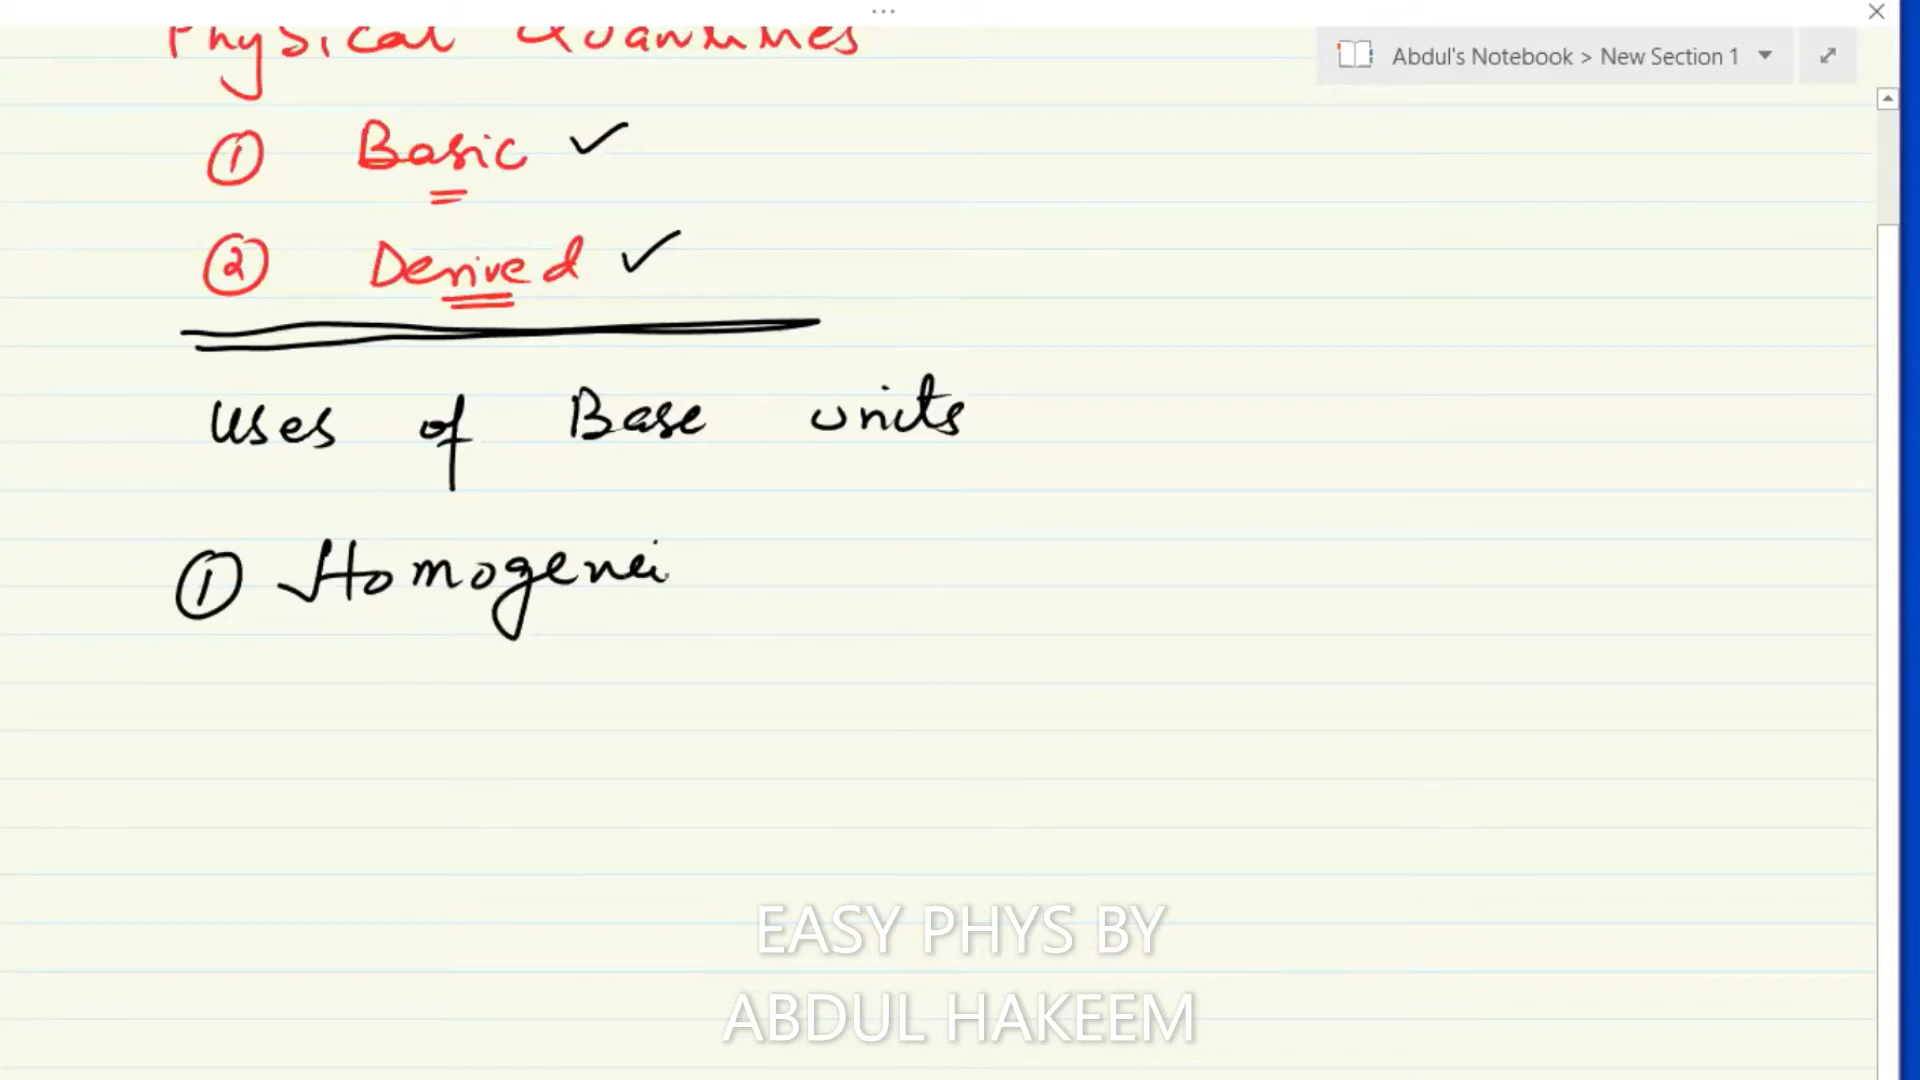 Physical Quantities
Abdul's Notebook > New Section 1
① Basic ✓
② Derived ✓
Uses of Base units
① Homogenei
EASY PHYS BY
ABDUL HAKEEM